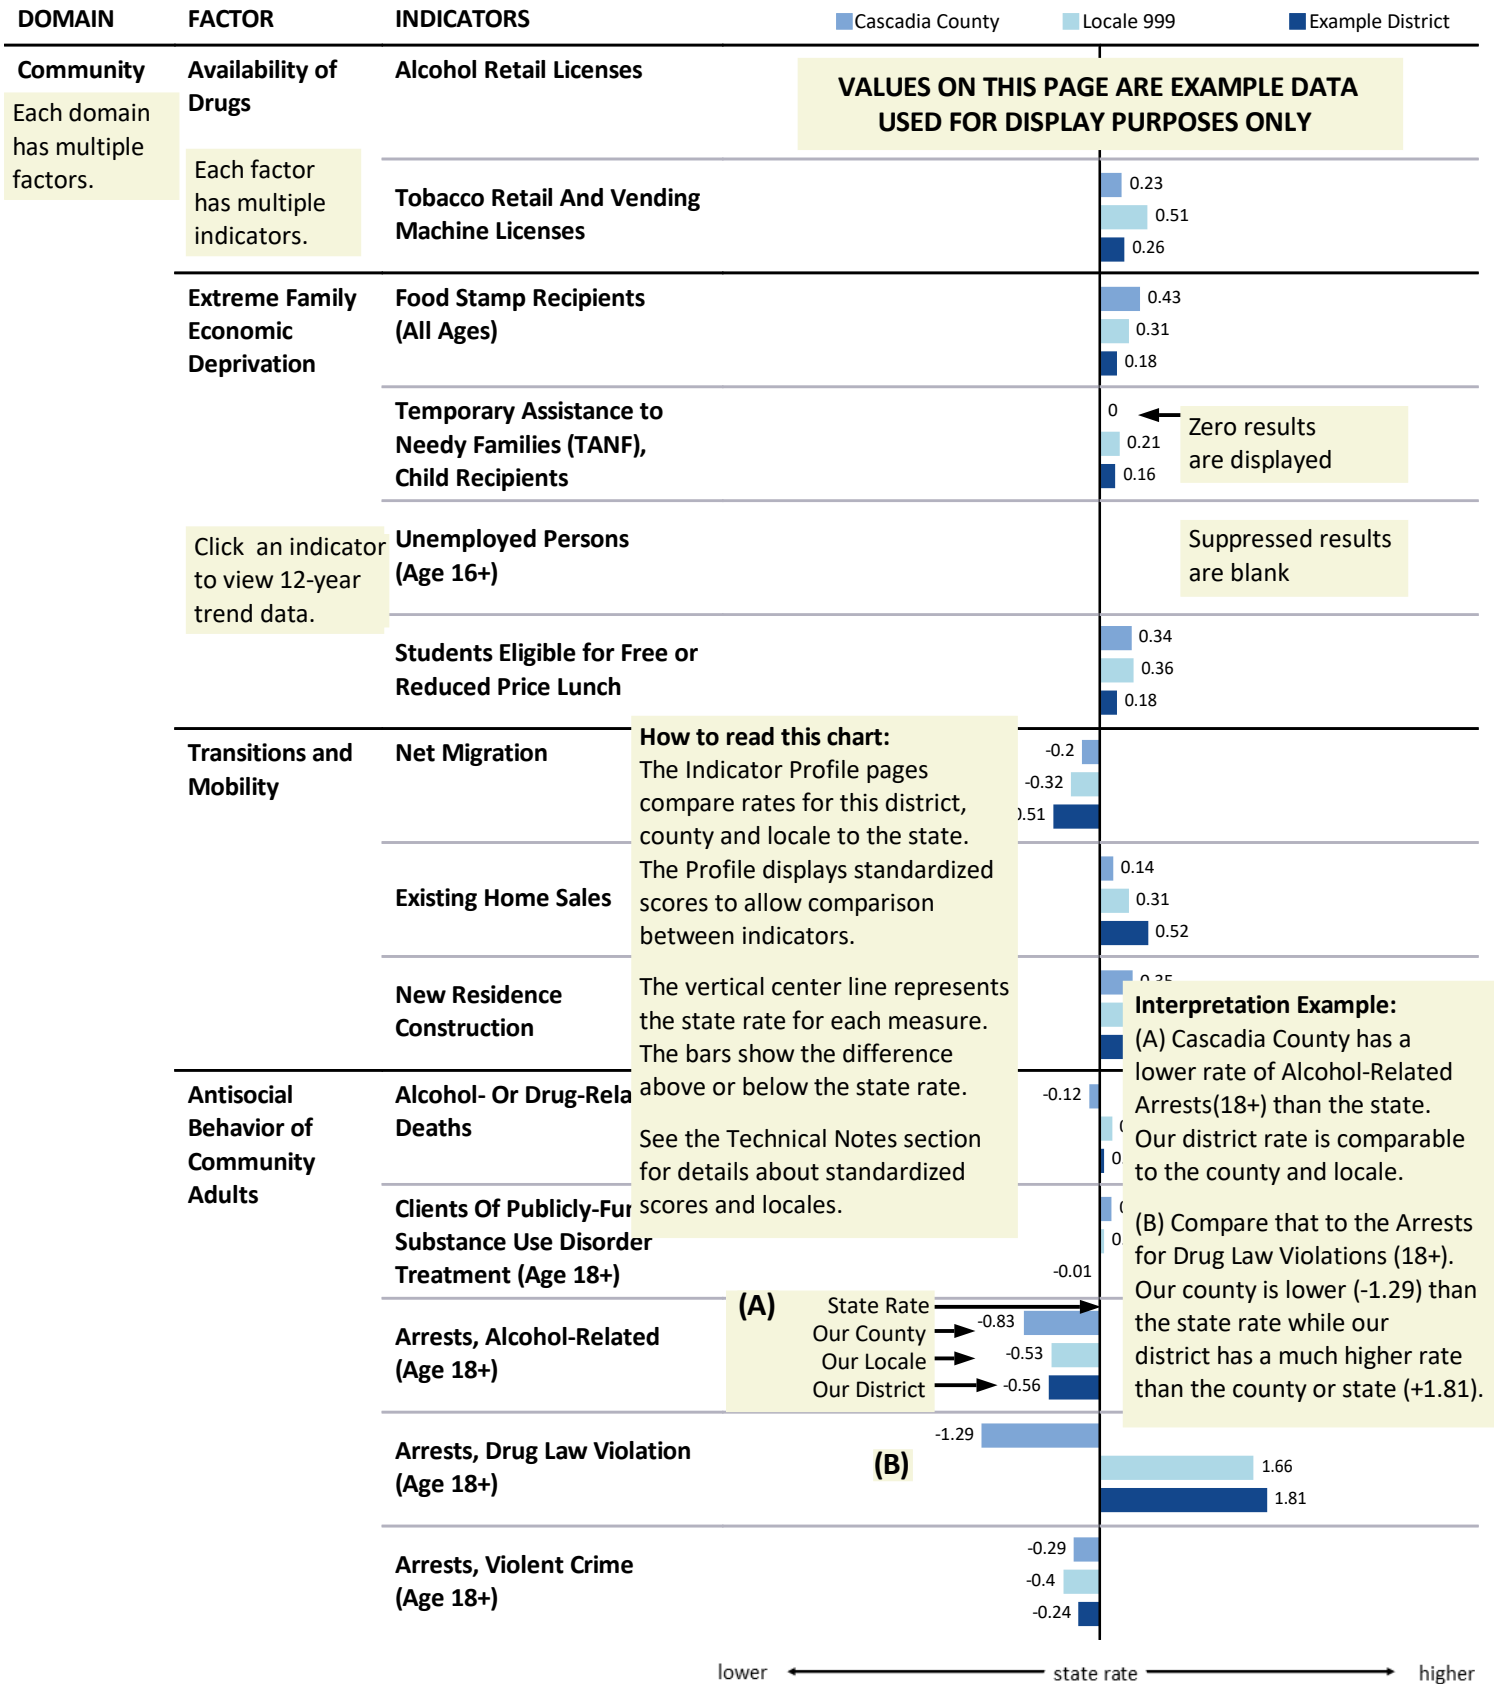 DOMAIN FACTOR INDICATORS Cascadia County Locale 999 Example District
Community
Each domain
has multiple
factors.
Availability of
Drugs
Each factor
has multiple
indicators.
Alcohol Retail Licenses
VALUES ON THIS PAGE ARE EXAMPLE DATA
USED FOR DISPLAY PURPOSES ONLY
Tobacco Retail And Vending
Machine Licenses
0.23
0.51
0.26
Extreme Family
Economic
Deprivation
Food Stamp Recipients
(All Ages)
0.43
0.31
0.18
Temporary Assistance to
Needy Families (TANF),
Child Recipients
0
0.21
0.16
Zero results
are displayed
Click an indicator
to view 12-year
trend data.
Unemployed Persons
(Age 16+)
Suppressed results
are blank
Students Eligible for Free or
Reduced Price Lunch
0.34
0.36
0.18
Transitions and
Mobility
Net Migration
-0.2
-0.32
.51
How to read this chart:
The Indicator Profile pages
compare rates for this district,
county and locale to the state.
The Profile displays standardized
scores to allow comparison
between indicators.
The vertical center line represents
the state rate for each measure.
The bars show the difference
above or below the state rate.
See the Technical Notes section
for details about standardized
scores and locales.
Existing Home Sales
0.14
0.31
0.52
New Residence
Construction
Interpretation Example:
(A) Cascadia County has a
lower rate of Alcohol-Related
Arrests(18+) than the state.
Our district rate is comparable
to the county and locale.
(B) Compare that to the Arrests
for Drug Law Violations (18+).
Our county is lower (-1.29) than
the state rate while our
district has a much higher rate
than the county or state (+1.81).
Antisocial
Behavior of
Community
Adults
Alcohol- Or Drug-Rela
Deaths
-0.12
Clients Of Publicly-Fu
Substance Use Disorder
Treatment (Age 18+)
-0.01
Arrests, Alcohol-Related
(Age 18+)
(A)
State Rate
Our County -0.83
Our Locale -0.53
Our District -0.56
Arrests, Drug Law Violation
(Age 18+)
(B)
-1.29
1.66
1.81
Arrests, Violent Crime
(Age 18+)
-0.29
-0.4
-0.24
lower state rate higher